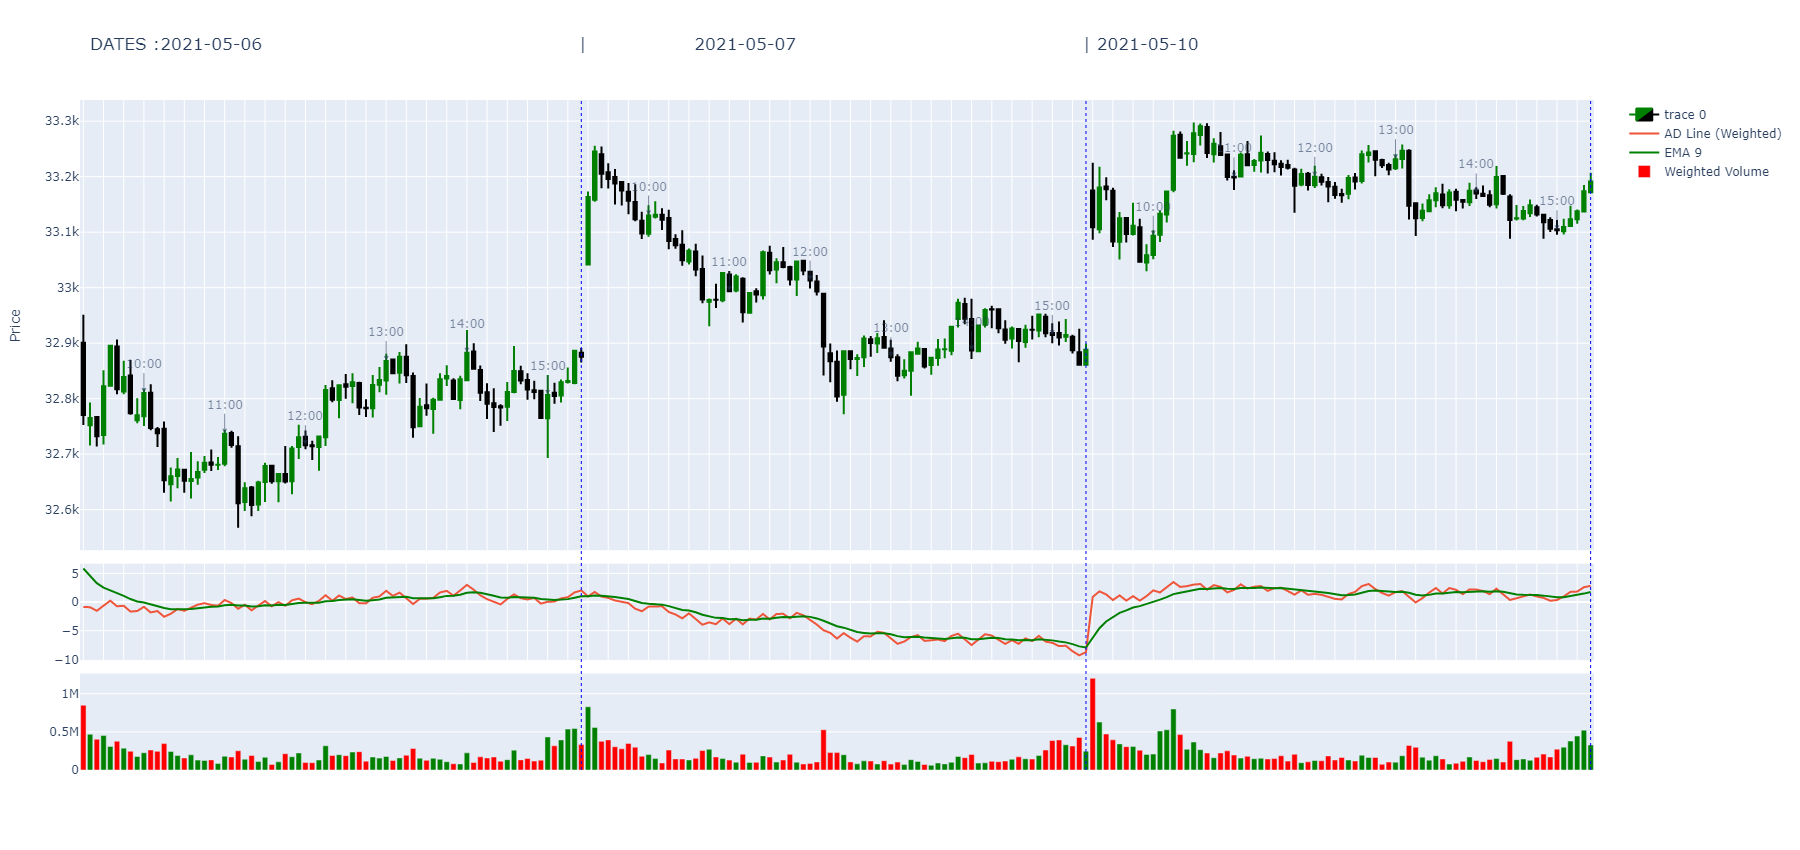 DATES :2021-05-06 | 2021-05-07 | 2021-05-10
33.3k
33.2k
33.1k
33k
32.9k
32.8k
32.7k
32.6k
Price
10:00
11:00
12:00
13:00
14:00
15:00
10:00
11:00
12:00
13:00
15:00
10:00
12:00
13:00
14:00
15:00
trace 0
AD Line (Weighted)
EMA 9
Weighted Volume
5
0
−5
−10
1M
0.5M
0